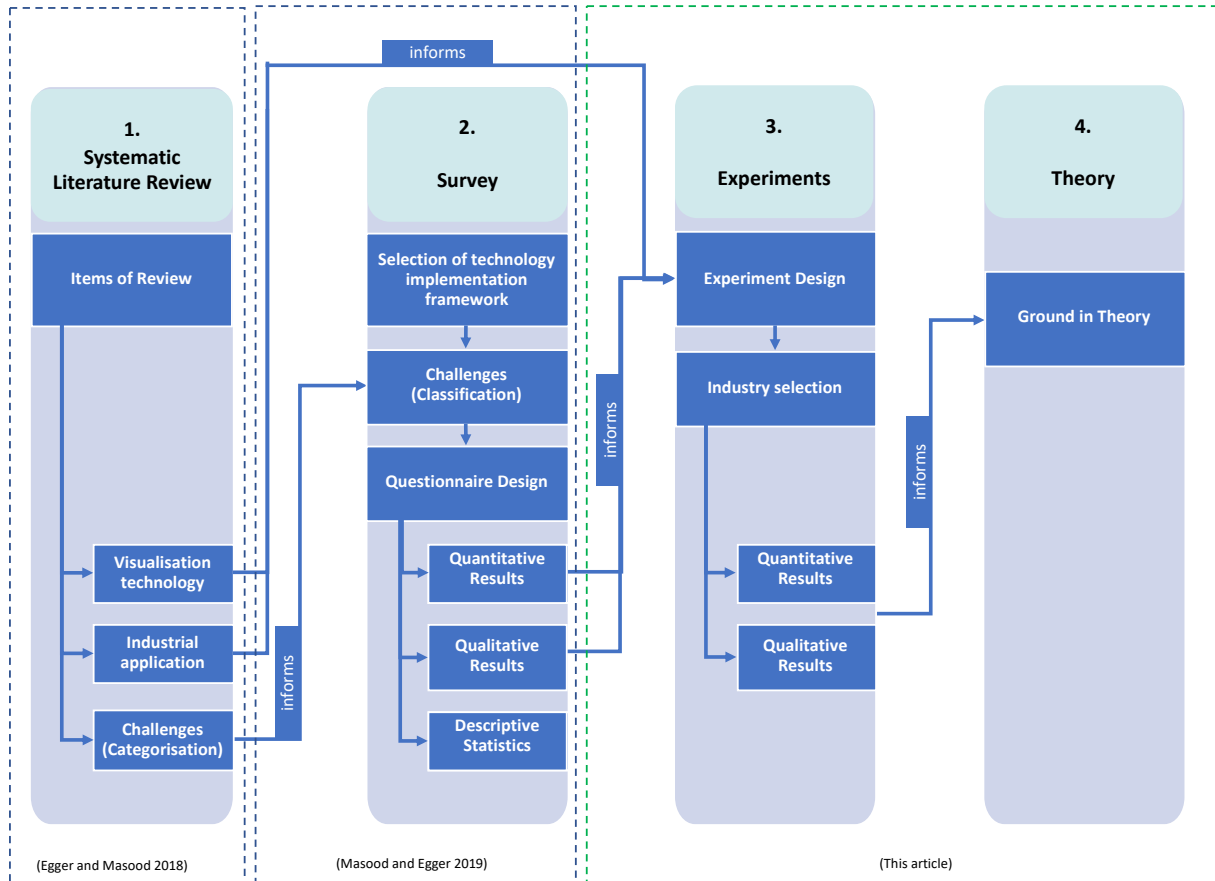 informs
1.
Systematic
Literature Review
Items of Review
Visualisation
technology
Industrial
application
Challenges
(Categorisation)
informs
(Egger and Masood 2018)
2.
Survey
Selection of technology
implementation
framework
Challenges
(Classification)
Questionnaire Design
Quantitative
Results
Qualitative
Results
Descriptive
Statistics
informs
(Masood and Egger 2019)
3.
Experiments
Experiment Design
Industry selection
Quantitative
Results
Qualitative
Results
informs
4.
Theory
Ground in Theory
(This article)